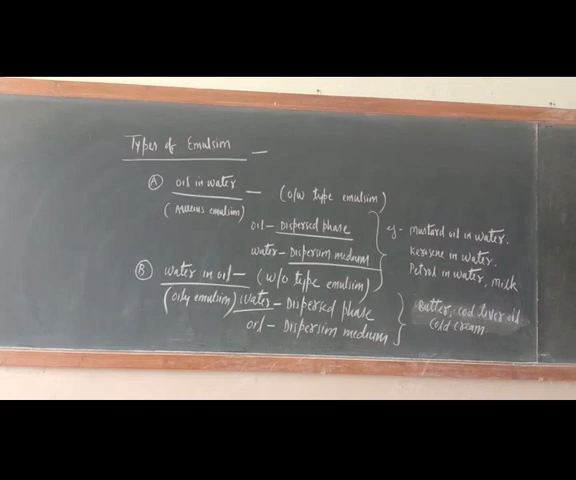 Types of Emulsion —
(A) Oil in water — (o/w type emulsion)
(Aqueous emulsion)
oil – Dispersed phase
water – Dispersion medium
eg – mustard oil in water.
Kerosene in water.
Petrol in water, milk
(B) Water in oil – (w/o type emulsion)
(oily emulsion) Water – Dispersed phase
oil – Dispersion medium
Butter, cod liver oil
Cold cream